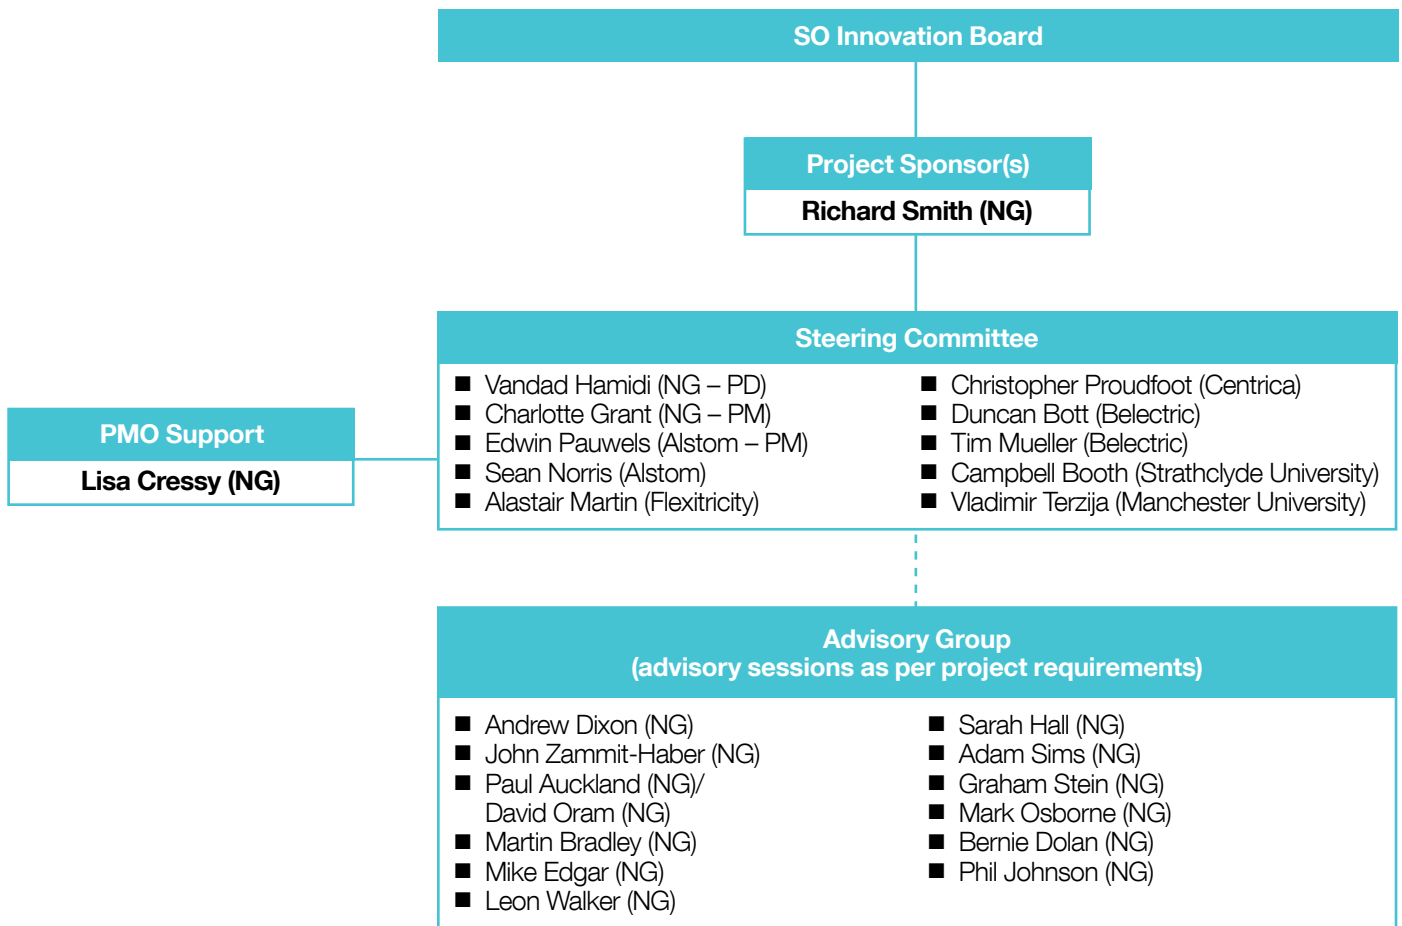 SO Innovation Board
Project Sponsor(s)
Richard Smith (NG)
Steering Committee
■ Vandad Hamidi (NG – PD)
■ Charlotte Grant (NG – PM)
■ Edwin Pauwels (Alstom – PM)
■ Sean Norris (Alstom)
■ Alastair Martin (Flexitricity)
■ Christopher Proudfoot (Centrica)
■ Duncan Bott (Belectric)
■ Tim Mueller (Belectric)
■ Campbell Booth (Strathclyde University)
■ Vladimir Terzija (Manchester University)
PMO Support
Lisa Cressy (NG)
Advisory Group
(advisory sessions as per project requirements)
■ Andrew Dixon (NG)
■ John Zammit-Haber (NG)
■ Paul Auckland (NG)/
David Oram (NG)
■ Martin Bradley (NG)
■ Mike Edgar (NG)
■ Leon Walker (NG)
■ Sarah Hall (NG)
■ Adam Sims (NG)
■ Graham Stein (NG)
■ Mark Osborne (NG)
■ Bernie Dolan (NG)
■ Phil Johnson (NG)